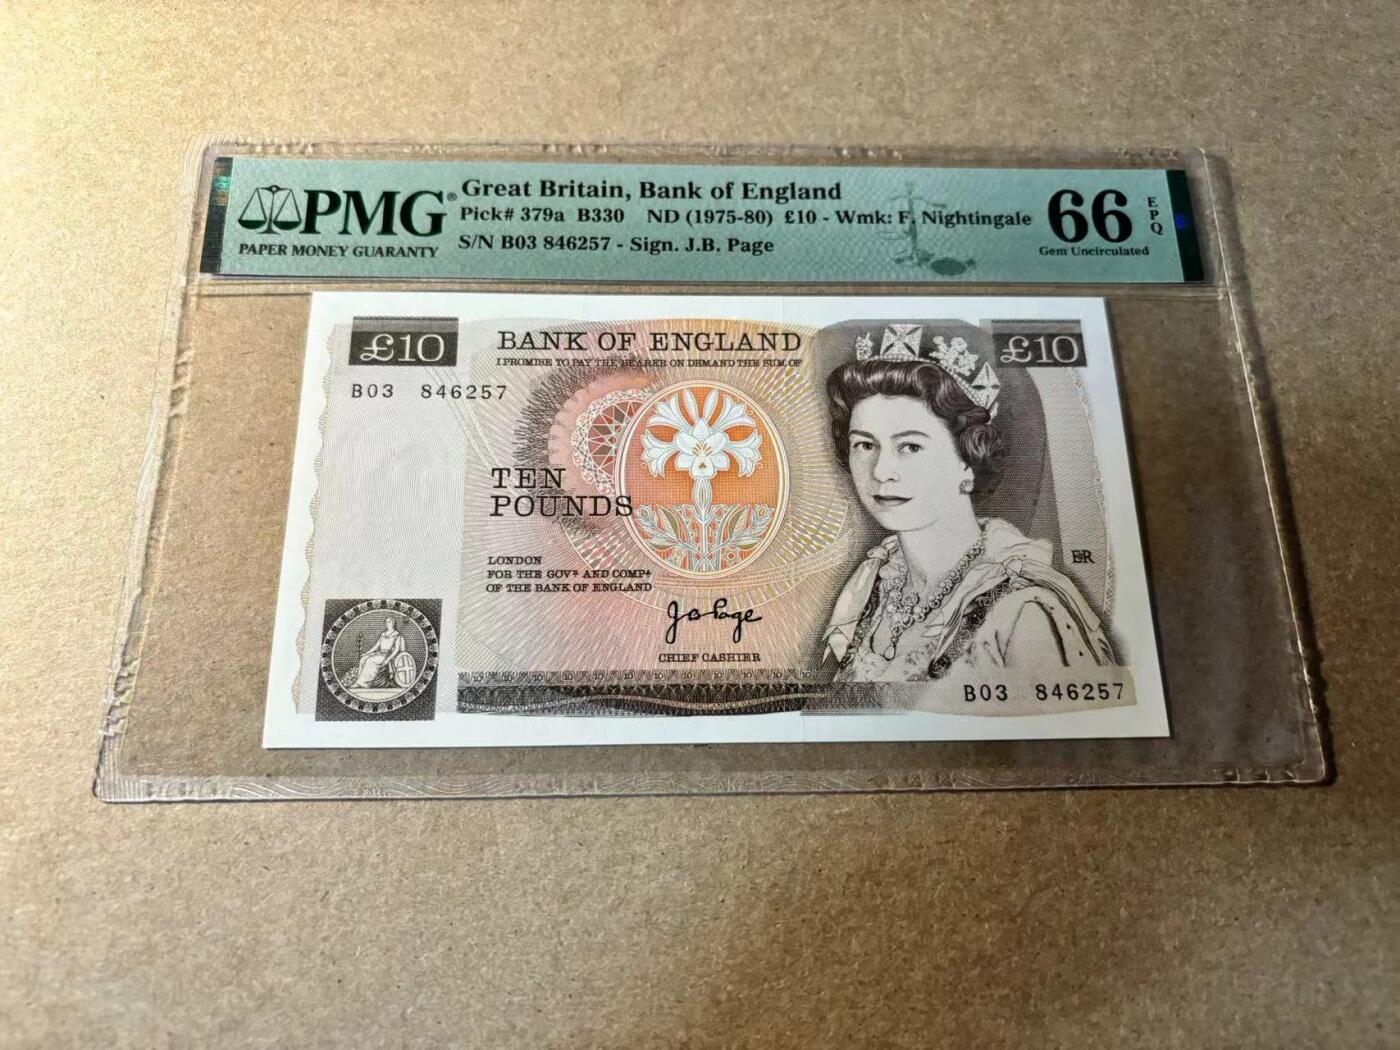 PMG®
PAPER MONEY GUARANTY
Great Britain, Bank of England
Pick# 379a B330 ND (1975-80) £10 - Wmk: F. Nightingale
S/N B03 846257 - Sign. J.B. Page
66
EPQ
Gem Uncirculated
£10
BANK OF ENGLAND
£10
I PROMISE TO PAY THE BEARER ON DEMAND THE SUM OF
B03 846257
TEN
POUNDS
LONDON
FOR THE GOVR AND COMPA
OF THE BANK OF ENGLAND
EIIR
J B Page
CHIEF CASHIER
B03 846257